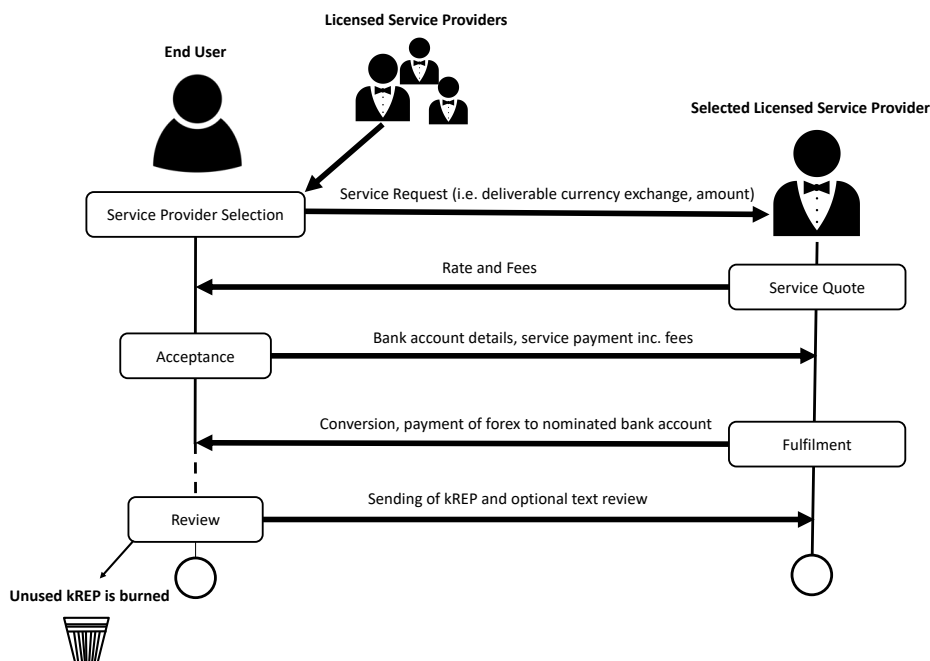 Licensed Service Providers
End User
Selected Licensed Service Provider
Service Request (i.e. deliverable currency exchange, amount)
Service Provider Selection
Rate and Fees
Service Quote
Bank account details, service payment inc. fees
Acceptance
Conversion, payment of forex to nominated bank account
Fulfilment
Sending of kREP and optional text review
Review
Unused kREP is burned